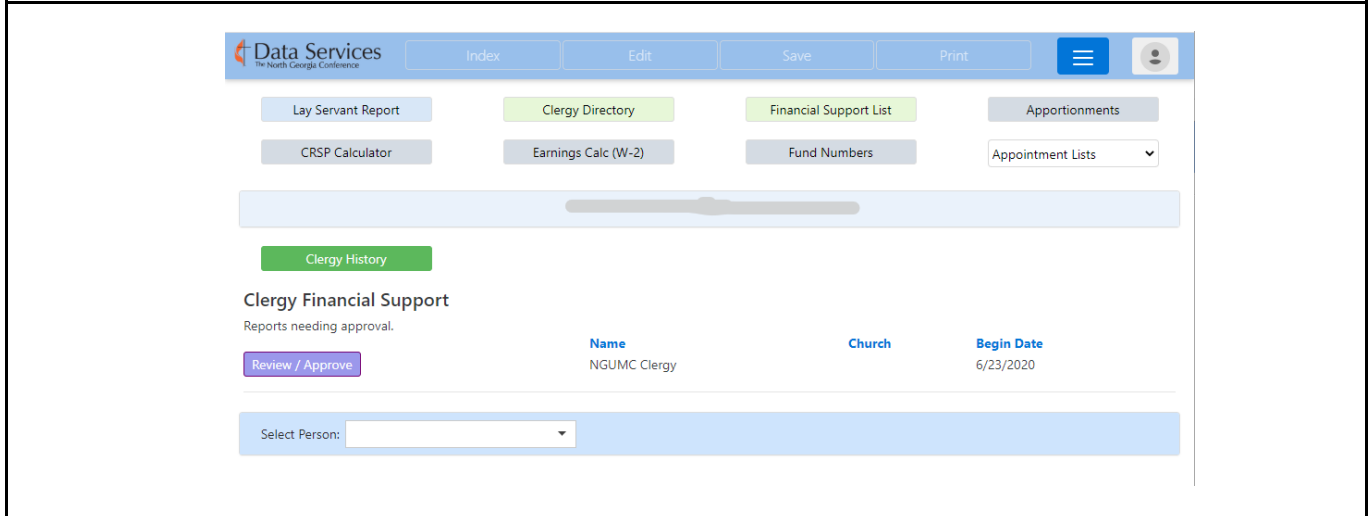 Data Services
The North Georgia Conference
Index Edit Save Print
Lay Servant Report Clergy Directory Financial Support List Apportionments
CRSP Calculator Earnings Calc (W-2) Fund Numbers Appointment Lists
Clergy History
Clergy Financial Support
Reports needing approval.
Name Church Begin Date
Review / Approve NGUMC Clergy 6/23/2020
Select Person: